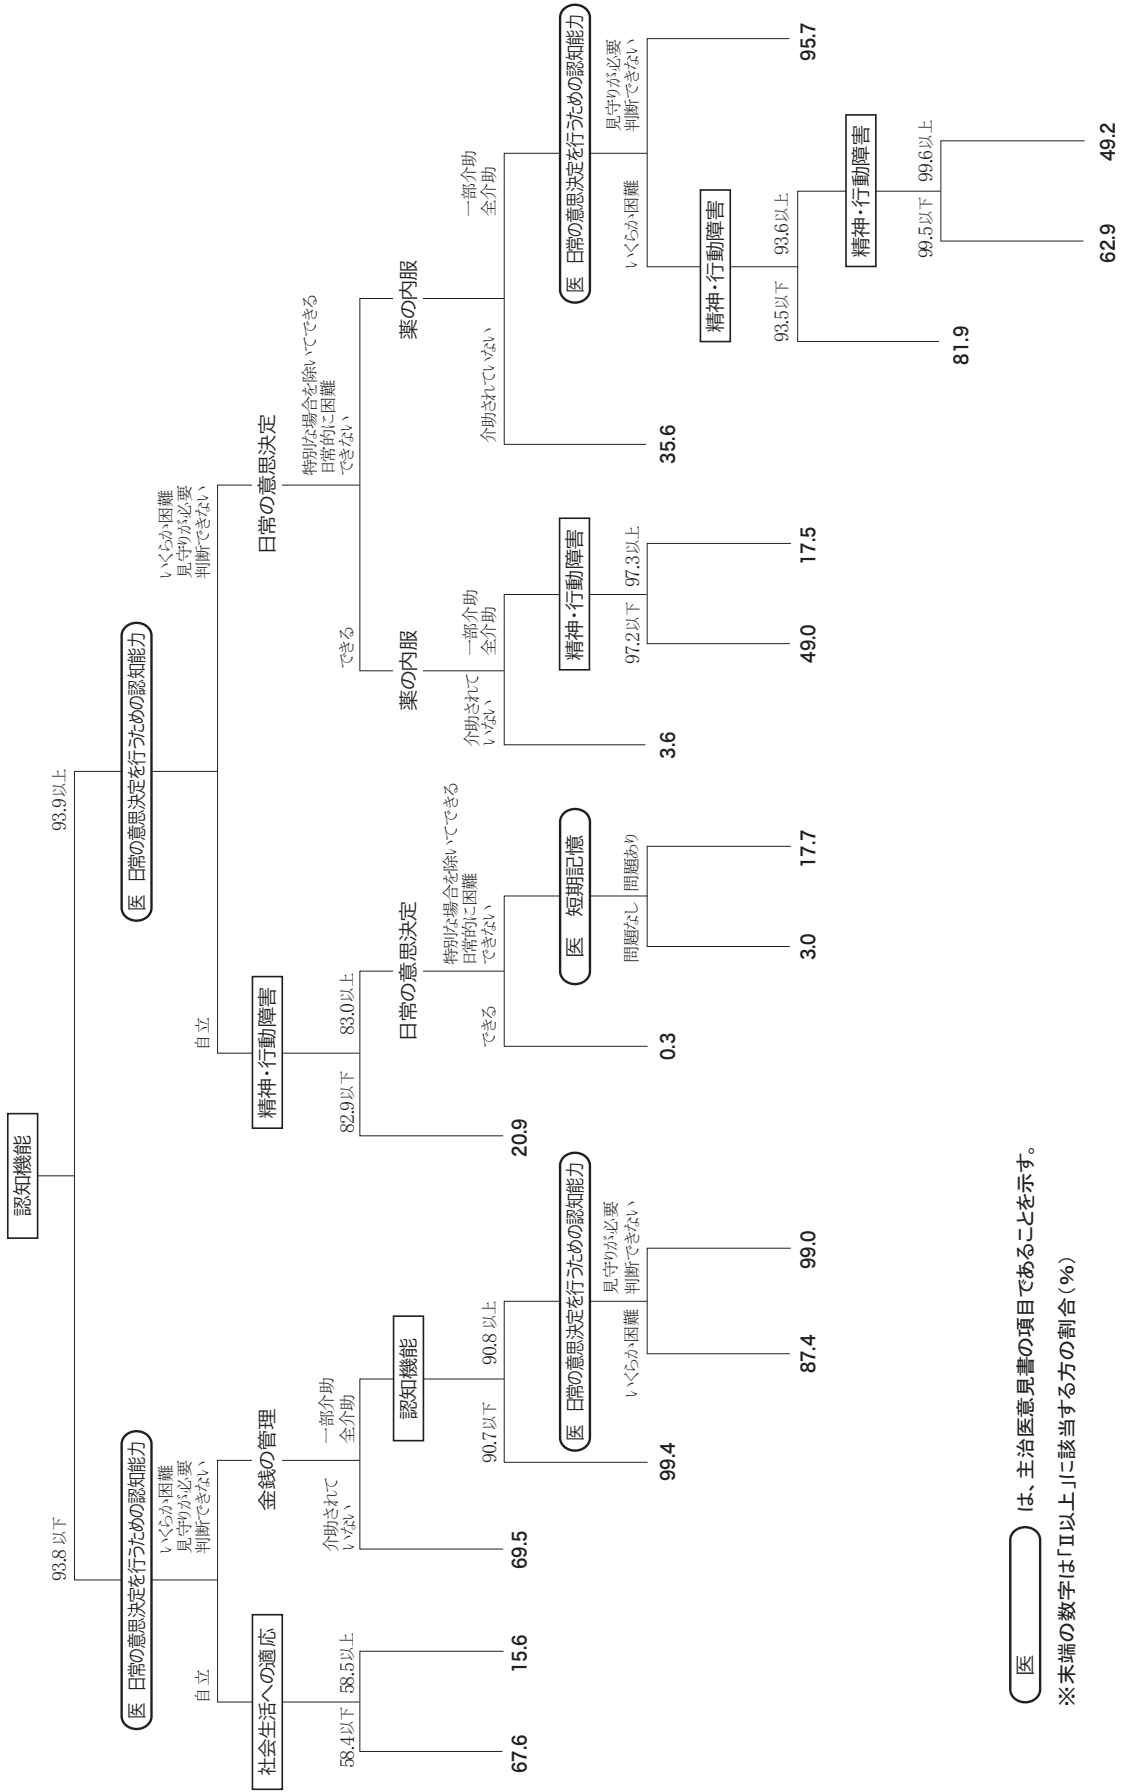 認知機能
93.8 以下
93.9以上
医 日常の意思決定を行うための認知能力
医 日常の意思決定を行うための認知能力
自 立
いくらか困難
見守りが必要
判断できない
自 立
いくらか困難
見守りが必要
判断できない
社会生活への適応
金銭の管理
精神・行動障害
日常の意思決定
58.4以下
58.5以上
介助されて
いない
一部介助
全介助
82.9以下
83.0以上
できる
特別な場合を除いてできる
日常的に困難
できない
認知機能
日常の意思決定
薬の内服
薬の内服
67.6
15.6
69.5
90.7以下
90.8 以上
20.9
できる
特別な場合を除いてできる
日常的に困難
できない
介助されて
いない
一部介助
全介助
介助されていない
一部介助
全介助
医 日常の意思決定を行うための認知能力
医 短期記憶
精神・行動障害
医 日常の意思決定を行うための認知能力
99.4
いくらか困難
見守りが必要
判断できない
0.3
問題なし
問題あり
3.6
97.2以下
97.3以上
35.6
いくらか困難
見守りが必要
判断できない
精神・行動障害
87.4
99.0
3.0
17.7
49.0
17.5
93.5以下
93.6以上
95.7
精神・行動障害
81.9
99.5以下
99.6以上
62.9
49.2
医 は、主治医意見書の項目であることを示す。
※末端の数字は「Ⅱ以上」に該当する方の割合(%)